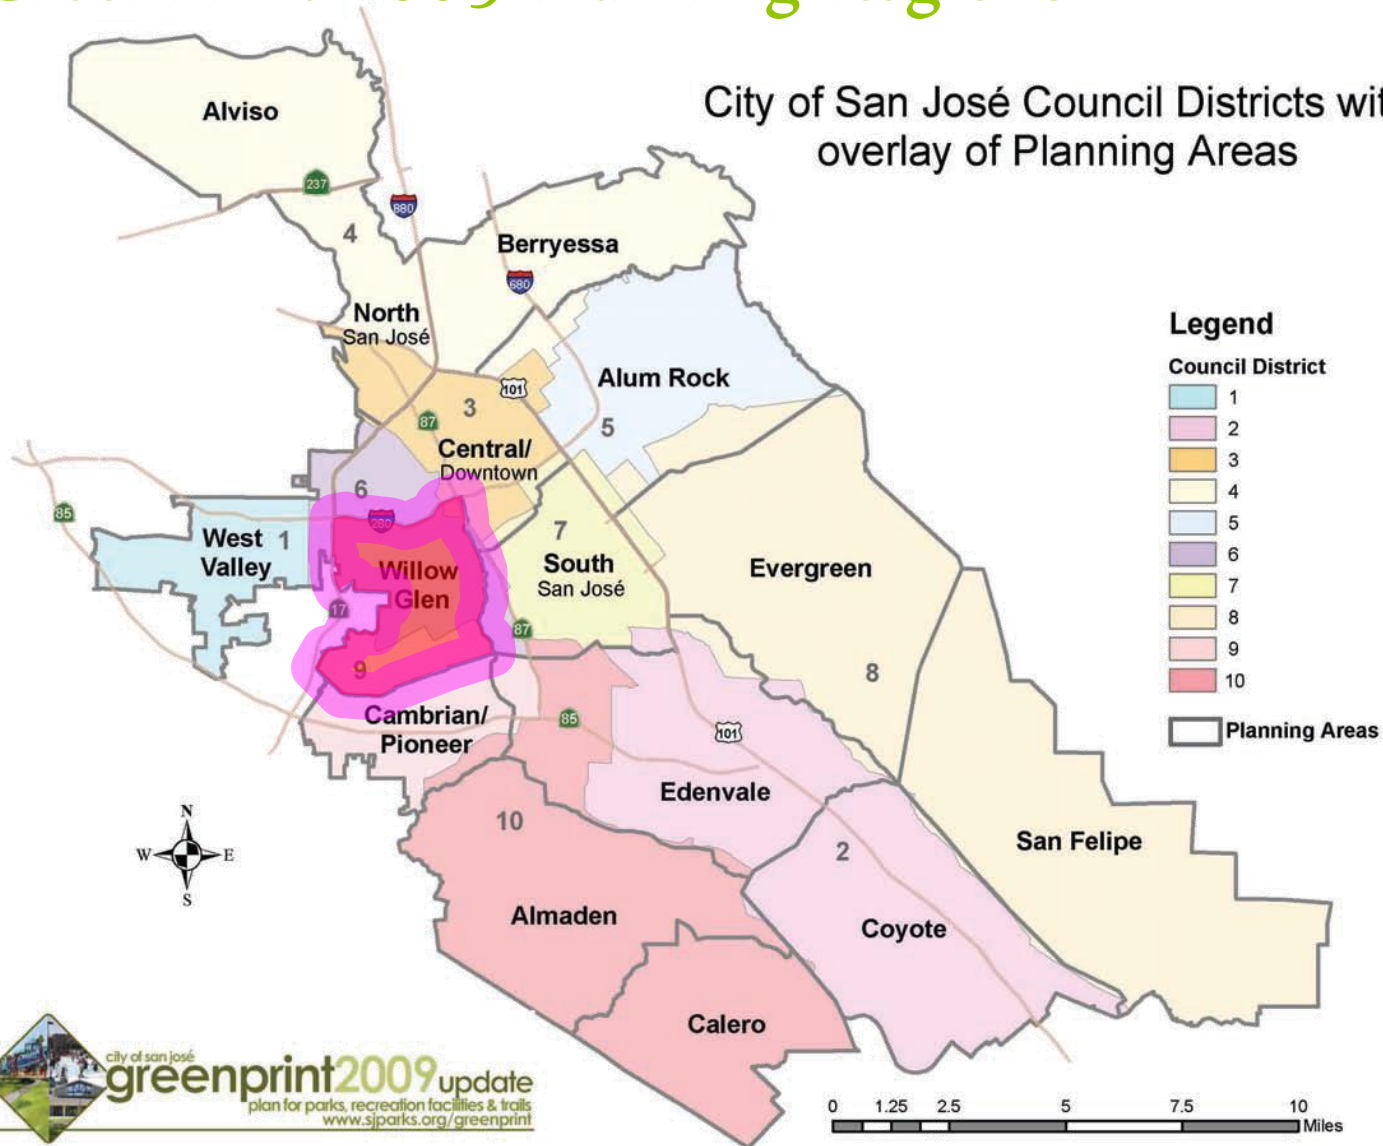 City of San José Council Districts wit
overlay of Planning Areas
Alviso
237
880
4
Berryessa
680
North
San José
Alum Rock
101
3
87
5
Central/
Downtown
6
280
85
West
Valley
1
7
South
San José
Willow
Glen
Evergreen
17
87
9
8
Cambrian/
Pioneer
85
101
Edenvale
10
2
San Felipe
Almaden
Coyote
Calero
N
W
E
S
Legend
Council District
1
2
3
4
5
6
7
8
9
10
Planning Areas
city of san josé
greenprint2009update
plan for parks, recreation facilities & trails
www.sjparks.org/greenprint
0 1.25 2.5 5 7.5 10
Miles